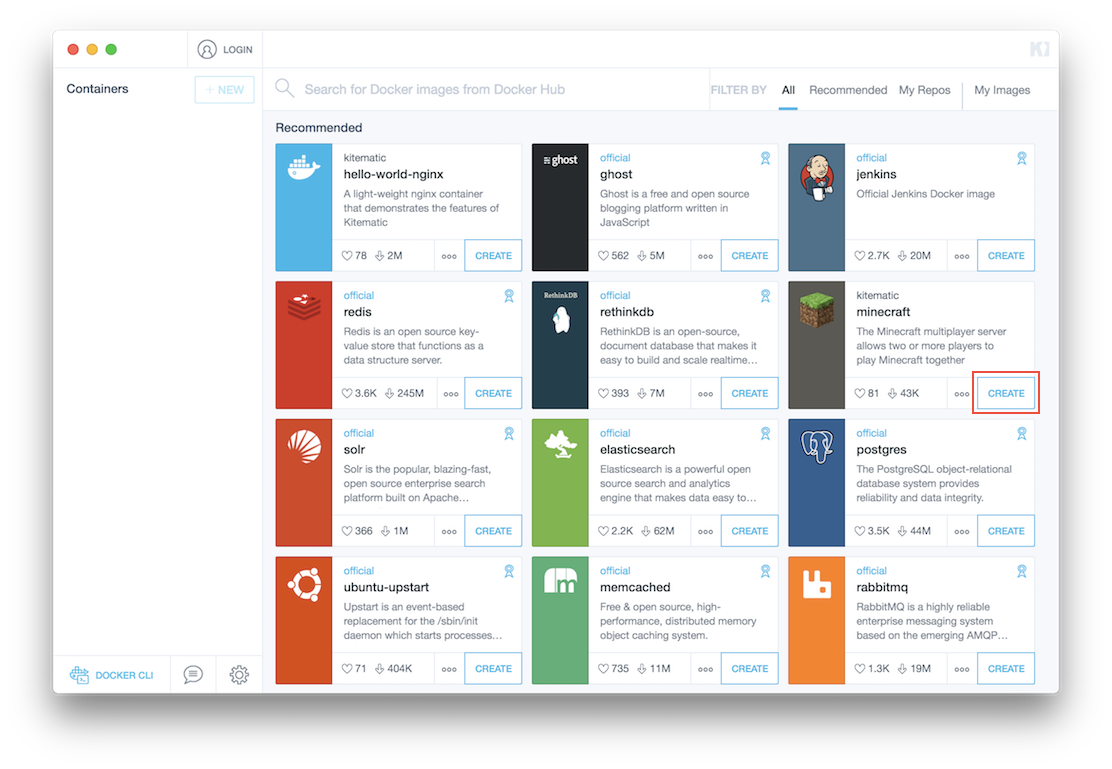 LOGIN
Containers
+ NEW
Search for Docker images from Docker Hub
FILTER BY
All
Recommended
My Repos
My Images
Recommended
kitematic
hello-world-nginx
A light-weight nginx container
that demonstrates the features of
Kitematic
78
2M
CREATE
ghost
official
ghost
Ghost is a free and open source
blogging platform written in
JavaScript
562
5M
CREATE
official
jenkins
Official Jenkins Docker image
2.7K
20M
CREATE
official
redis
Redis is an open source key-
value store that functions as a
data structure server.
3.6K
245M
CREATE
RethinkDB
official
rethinkdb
RethinkDB is an open-source,
document database that makes it
easy to build and scale realtime…
393
7M
CREATE
kitematic
minecraft
The Minecraft multiplayer server
allows two or more players to
play Minecraft together
81
43K
CREATE
official
solr
Solr is the popular, blazing-fast,
open source enterprise search
platform built on Apache…
366
1M
CREATE
official
elasticsearch
Elasticsearch is a powerful open
source search and analytics
engine that makes data easy to…
2.2K
62M
CREATE
official
postgres
The PostgreSQL object-relational
database system provides
reliability and data integrity.
3.5K
44M
CREATE
official
ubuntu-upstart
Upstart is an event-based
replacement for the /sbin/init
daemon which starts processes…
71
404K
CREATE
official
memcached
Free & open source, high-
performance, distributed memory
object caching system.
735
11M
CREATE
official
rabbitmq
RabbitMQ is a highly reliable
enterprise messaging system
based on the emerging AMQP…
1.3K
19M
CREATE
DOCKER CLI